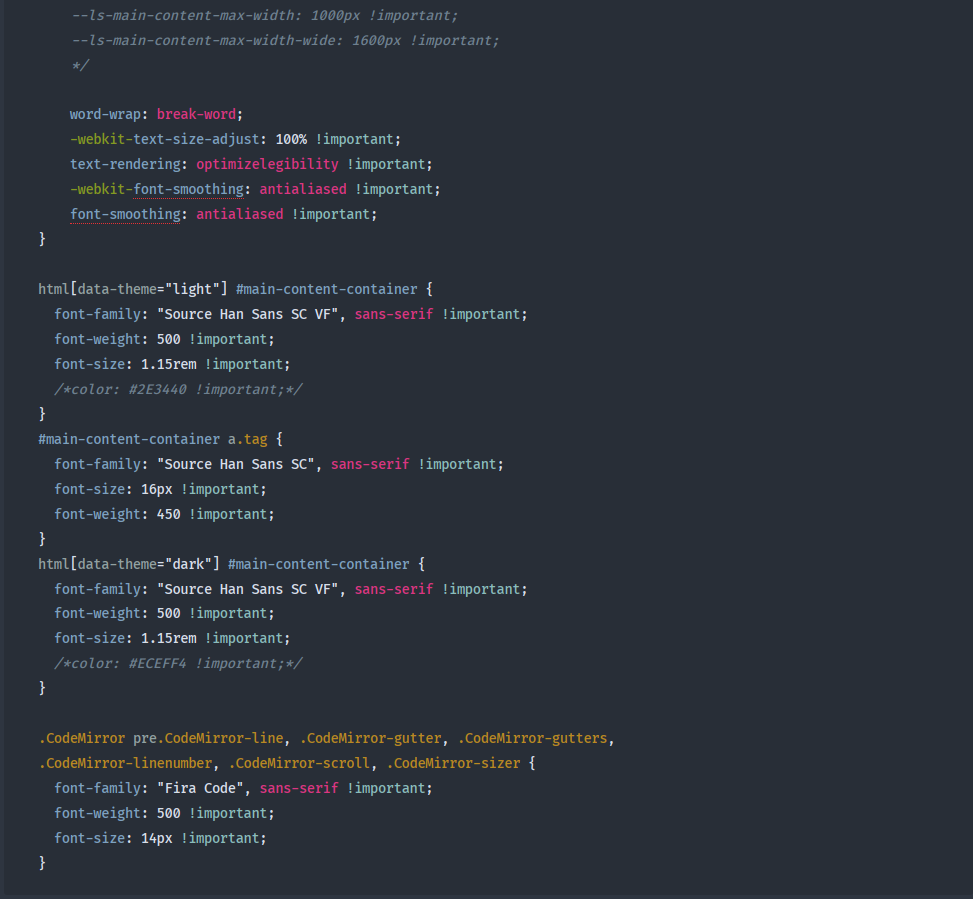 --ls-main-content-max-width: 1000px !important;
--ls-main-content-max-width-wide: 1600px !important;
*/
word-wrap: break-word;
-webkit-text-size-adjust: 100% !important;
text-rendering: optimizelegibility !important;
-webkit-font-smoothing: antialiased !important;
font-smoothing: antialiased !important;
}
html[data-theme="light"] #main-content-container {
font-family: "Source Han Sans SC VF", sans-serif !important;
font-weight: 500 !important;
font-size: 1.15rem !important;
/*color: #2E3440 !important;*/
}
#main-content-container a.tag {
font-family: "Source Han Sans SC", sans-serif !important;
font-size: 16px !important;
font-weight: 450 !important;
}
html[data-theme="dark"] #main-content-container {
font-family: "Source Han Sans SC VF", sans-serif !important;
font-weight: 500 !important;
font-size: 1.15rem !important;
/*color: #ECEFF4 !important;*/
}
.CodeMirror pre.CodeMirror-line, .CodeMirror-gutter, .CodeMirror-gutters,
.CodeMirror-linenumber, .CodeMirror-scroll, .CodeMirror-sizer {
font-family: "Fira Code", sans-serif !important;
font-weight: 500 !important;
font-size: 14px !important;
}